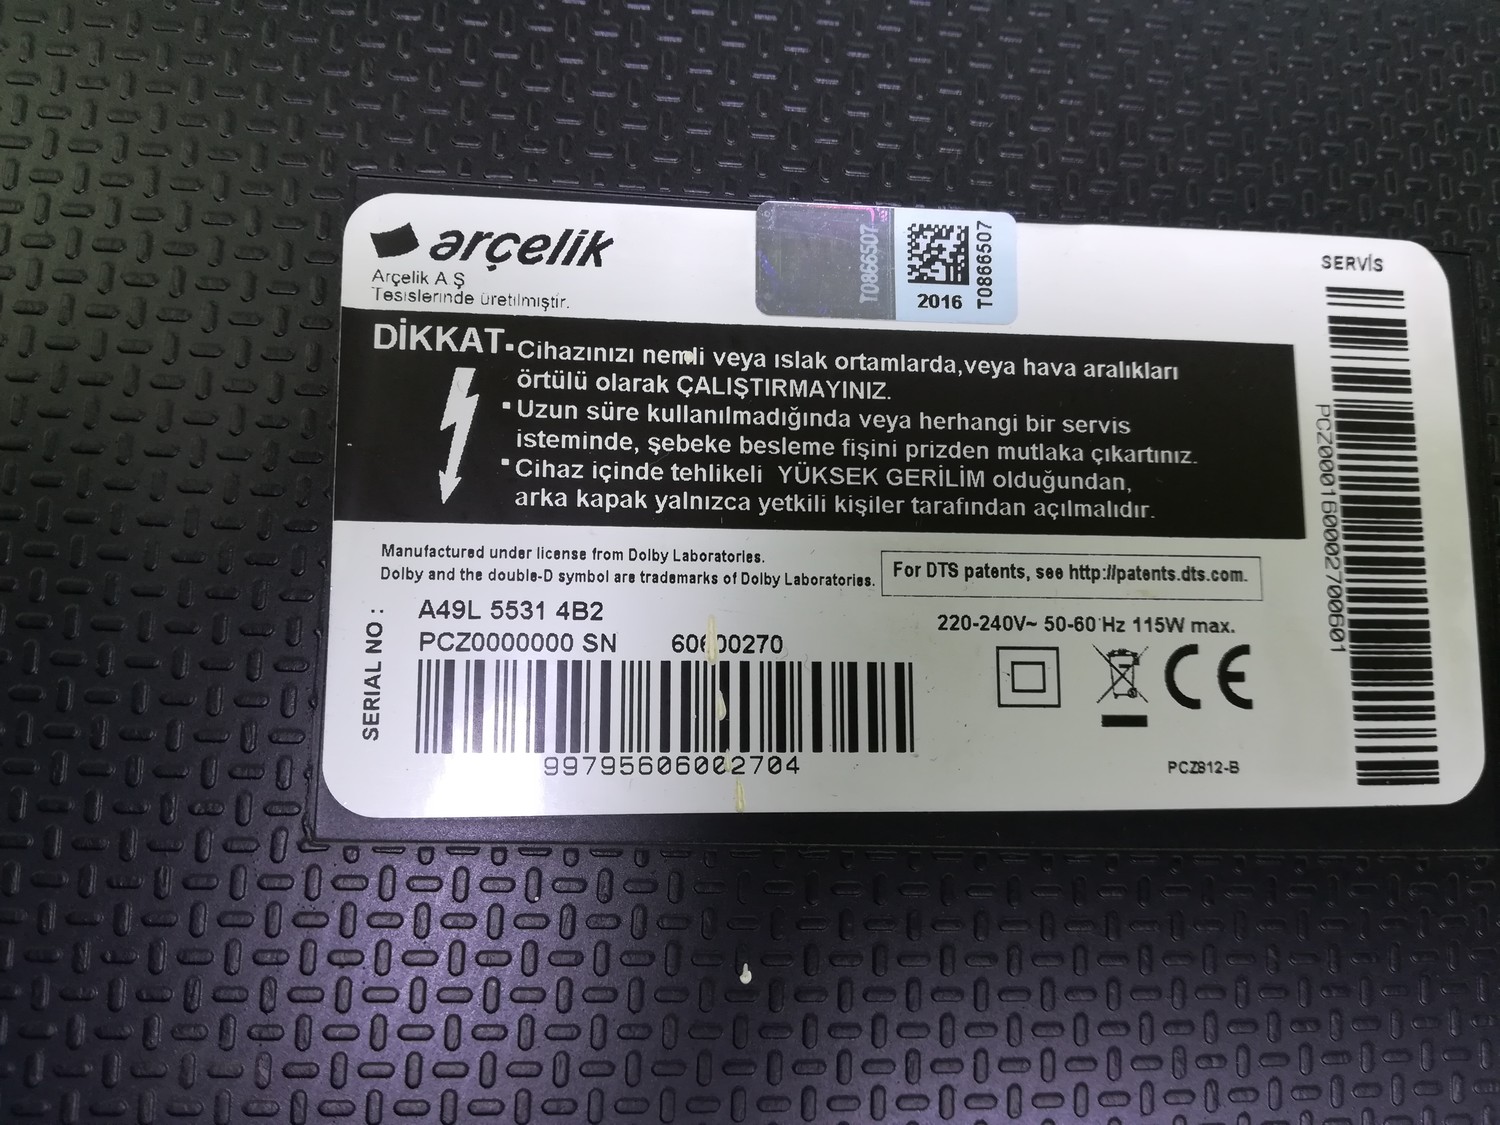 arçelik
Arçelik A.Ş
Tesislerinde üretilmiştir.
T0866507
2016
T0866507
SERVİS
DİKKAT
▪Cihazınızı nemli veya ıslak ortamlarda,veya hava aralıkları
örtülü olarak ÇALIŞTIRMAYINIZ.
▪Uzun süre kullanılmadığında veya herhangi bir servis
isteminde, şebeke besleme fişini prizden mutlaka çıkartınız.
▪Cihaz içinde tehlikeli YÜKSEK GERİLİM olduğundan,
arka kapak yalnızca yetkili kişiler tarafından açılmalıdır.
Manufactured under license from Dolby Laboratories.
Dolby and the double-D symbol are trademarks of Dolby Laboratories.
For DTS patents, see http://patents.dts.com.
SERIAL NO :
A49L 5531 4B2
PCZ0000000 SN 60600270
99795606002704
220-240V~ 50-60 Hz 115W max.
CE
PCZ812-B